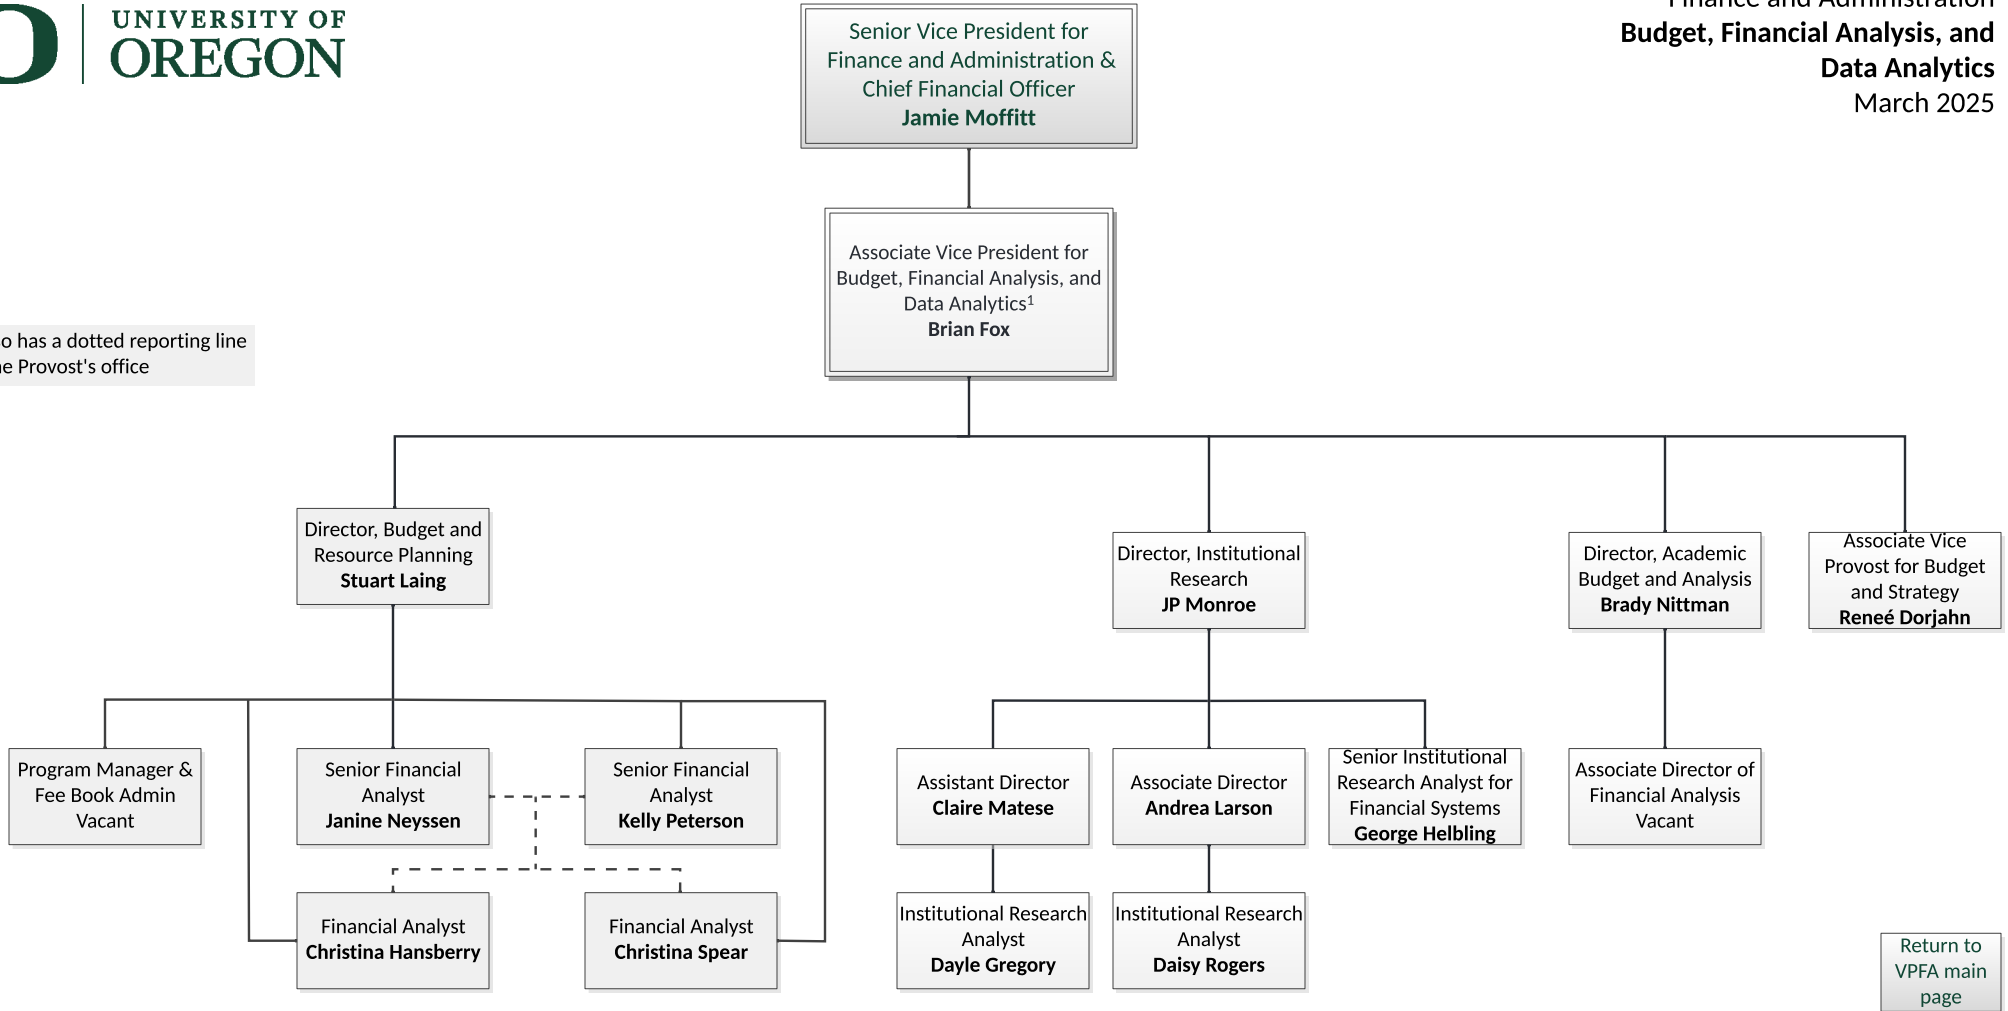 UNIVERSITY OF
OREGON
Senior Vice President for
Finance and Administration &
Chief Financial Officer
Jamie Moffitt
Finance and Administration
Budget, Financial Analysis, and
Data Analytics
March 2025
Associate Vice President for
Budget, Financial Analysis, and
Data Analytics¹
Brian Fox
has a dotted reporting line
Provost's office
Director, Budget and
Resource Planning
Stuart Laing
Director, Institutional
Research
JP Monroe
Director, Academic
Budget and Analysis
Brady Nittman
Associate Vice
Provost for Budget
and Strategy
Reneé Dorjahn
Program Manager &
Fee Book Admin
Vacant
Senior Financial
Analyst
Janine Neyssen
Senior Financial
Analyst
Kelly Peterson
Assistant Director
Claire Matese
Associate Director
Andrea Larson
Senior Institutional
Research Analyst for
Financial Systems
George Helbling
Associate Director of
Financial Analysis
Vacant
Financial Analyst
Christina Hansberry
Financial Analyst
Christina Spear
Institutional Research
Analyst
Dayle Gregory
Institutional Research
Analyst
Daisy Rogers
Return to
VPFA main
page